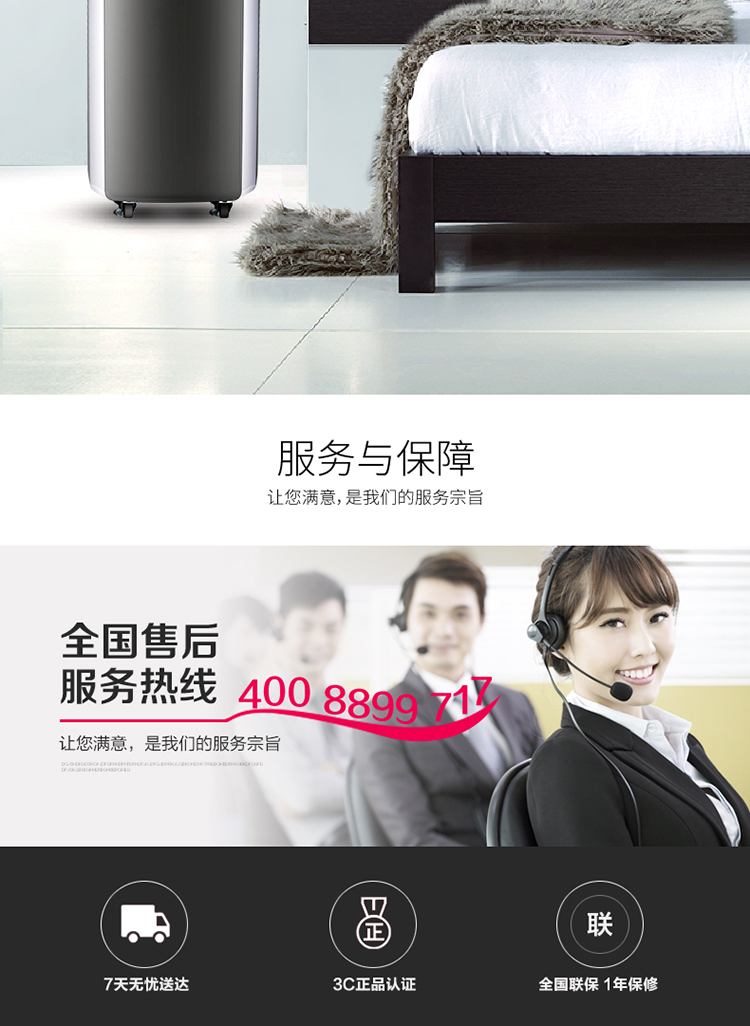 服务与保障
让您满意,是我们的服务宗旨
全国售后
服务热线 400 8899 717
让您满意，是我们的服务宗旨
正
联
7天无忧送达
3C正品认证
全国联保 1年保修